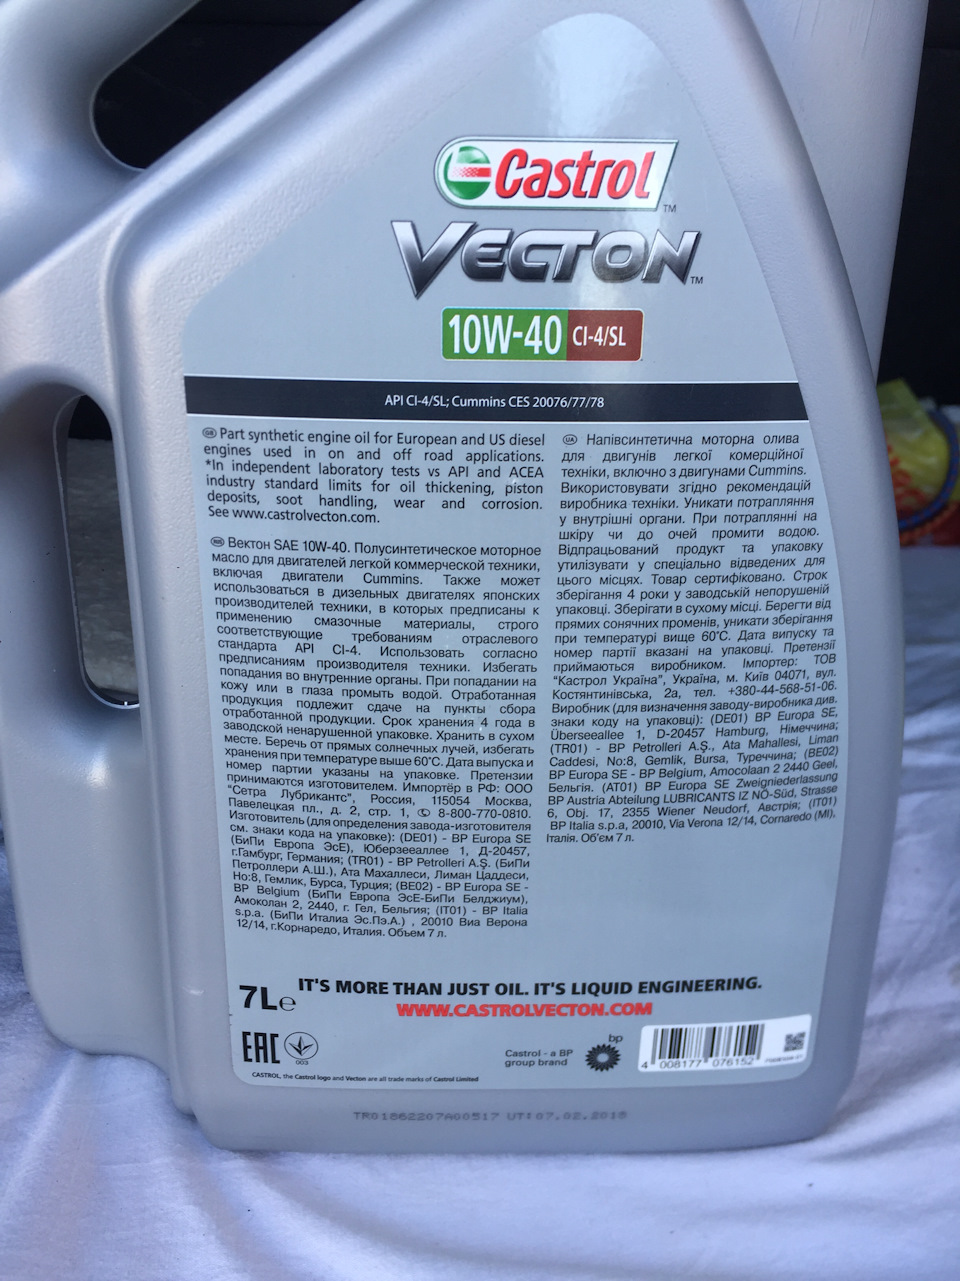 Castrol
TM
VECTON
TM
10W-40 CI-4/SL
API CI-4/SL; Cummins CES 20076/77/78
GB Part synthetic engine oil for European and US diesel
engines used in on and off road applications.
*In independent laboratory tests vs API and ACEA
industry standard limits for oil thickening, piston
deposits, soot handling, wear and corrosion.
See www.castrolvecton.com.
RUS Вектон SAE 10W-40. Полусинтетическое моторное
масло для двигателей легкой коммерческой техники,
включая двигатели Cummins. Также может
использоваться в дизельных двигателях японских
производителей техники, в которых предписаны к
применению смазочные материалы, строго
соответствующие требованиям отраслевого
стандарта API CI-4. Использовать согласно
предписаниям производителя техники. Избегать
попадания во внутренние органы. При попадании на
кожу или в глаза промыть водой. Отработанная
продукция подлежит сдаче на пункты сбора
отработанной продукции. Срок хранения 4 года в
заводской ненарушенной упаковке. Хранить в сухом
месте. Беречь от прямых солнечных лучей, избегать
хранения при температуре выше 60°C. Дата выпуска и
номер партии указаны на упаковке. Претензии
принимаются изготовителем. Импортёр в РФ: ООО
"Сетра Лубрикантс", Россия, 115054 Москва,
Павелецкая пл., д. 2, стр. 1, 8-800-770-0810.
Изготовитель (для определения завода-изготовителя
см. знаки кода на упаковке): (DE01) - BP Europa SE
(БиПи Европа ЭсЕ), Юберзееаллее 1, Д-20457,
г.Гамбург, Германия; (TR01) - BP Petrolleri A.Ş. (БиПи
Петроллери А.Ш.), Ата Махаллеси, Лиман Цаддеси,
Но:8, Гемлик, Бурса, Турция; (BE02) - BP Europa SE -
BP Belgium (БиПи Европа ЭсЕ-БиПи Белджиум),
Амоколан 2, 2440, г. Гел, Бельгия; (IT01) - BP Italia
s.p.a. (БиПи Италиа Эс.Пэ.А.) , 20010 Виа Верона
12/14, г.Корнаредо, Италия. Объем 7 л.
UA Напівсинтетична моторна олива
для двигунів легкої комерційної
техніки, включно з двигунами Cummins.
Використовувати згідно рекомендацій
виробника техніки. Уникати потрапляння
у внутрішні органи. При потраплянні на
шкіру чи до очей промити водою.
Відпрацьований продукт та упаковку
утилізувати у спеціально відведених для
цього місцях. Товар сертифіковано. Строк
зберігання 4 роки у заводській непорушеній
упаковці. Зберігати в сухому місці. Берегти від
прямих сонячних променів, уникати зберігання
при температурі вище 60°C. Дата випуску та
номер партії вказані на упаковці. Претензії
приймаються виробником. Імпортер: ТОВ
"Кастрол Україна", Україна, м. Київ 04071, вул.
Костянтинівська, 2а, тел. +380-44-568-51-06.
Виробник (для визначення заводу-виробника див.
знаки коду на упаковці): (DE01) BP Europa SE,
Überseeallee 1, D-20457 Hamburg, Німеччина;
(TR01) - BP Petrolleri A.Ş., Ata Mahallesi, Liman
Caddesi, No:8, Gemlik, Bursa, Туреччина; (BE02)
BP Europa SE - BP Belgium, Amocolaan 2 2440 Geel,
Бельгія. (AT01) BP Europa SE Zweigniederlassung
BP Austria Abteilung LUBRICANTS IZ NÖ-Süd, Strasse
6, Obj. 17, 2355 Wiener Neudorf, Австрія; (IT01)
BP Italia s.p.a, 20010, Via Verona 12/14, Cornaredo (MI),
Італія. Об'єм 7 л.
IT'S MORE THAN JUST OIL. IT'S LIQUID ENGINEERING.
7L e
WWW.CASTROLVECTON.COM
EAC
003
Castrol - a BP
group brand
bp
4 008177 076152
CASTROL, the Castrol logo and Vecton are all trade marks of Castrol Limited
TR01862207A00517 UT:07.02.2018